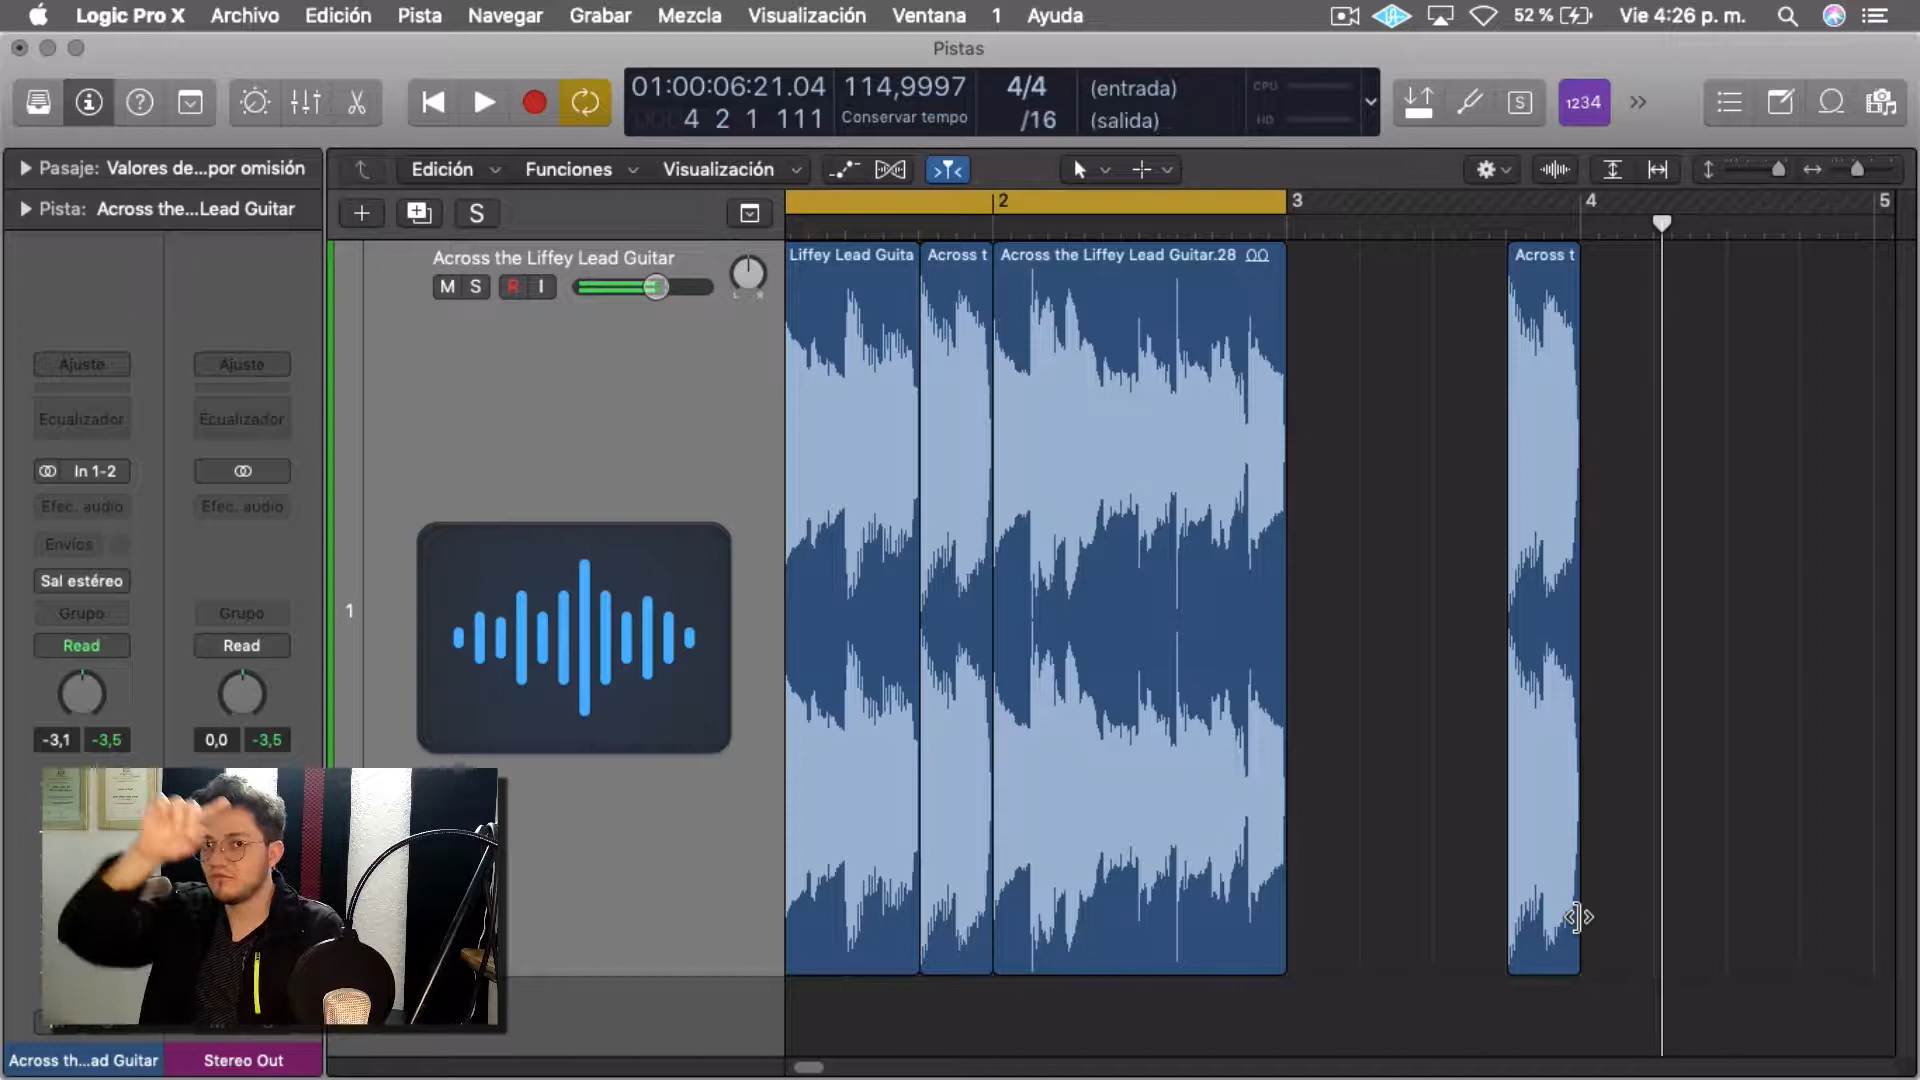 Logic Pro X Archivo Edición Pista Navegar Grabar Mezcla Visualización Ventana 1 Ayuda 52 % Vie 4:26 p. m.
Pistas
01:00:06:21.04 114,9997 4/4 (entrada) CPU
4 2 1 111 Conservar tempo /16 (salida) HD
S 1234
Pasaje: Valores de...por omisión
Edición Funciones Visualización
Pista: Across the...Lead Guitar
S
2 3 4 5
Across the Liffey Lead Guitar
M S R I
L R
Liffey Lead Guita Across t Across the Liffey Lead Guitar.28 Across t
Ajuste Ajuste
Ecualizador Ecualizador
In 1-2
Efec. audio Efec. audio
Envíos
Sal estéreo
Grupo Grupo
1
Read Read
-3,1 -3,5 0,0 -3,5
Across th...ad Guitar Stereo Out